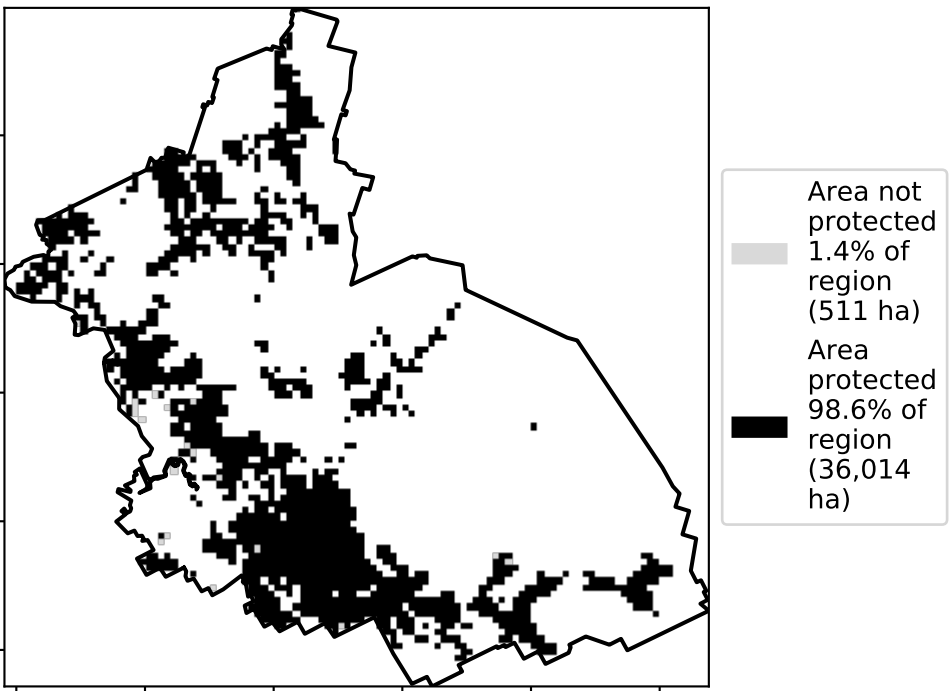 Area not
protected
1.4% of
region
(511 ha)
Area
protected
98.6% of
region
(36,014
ha)